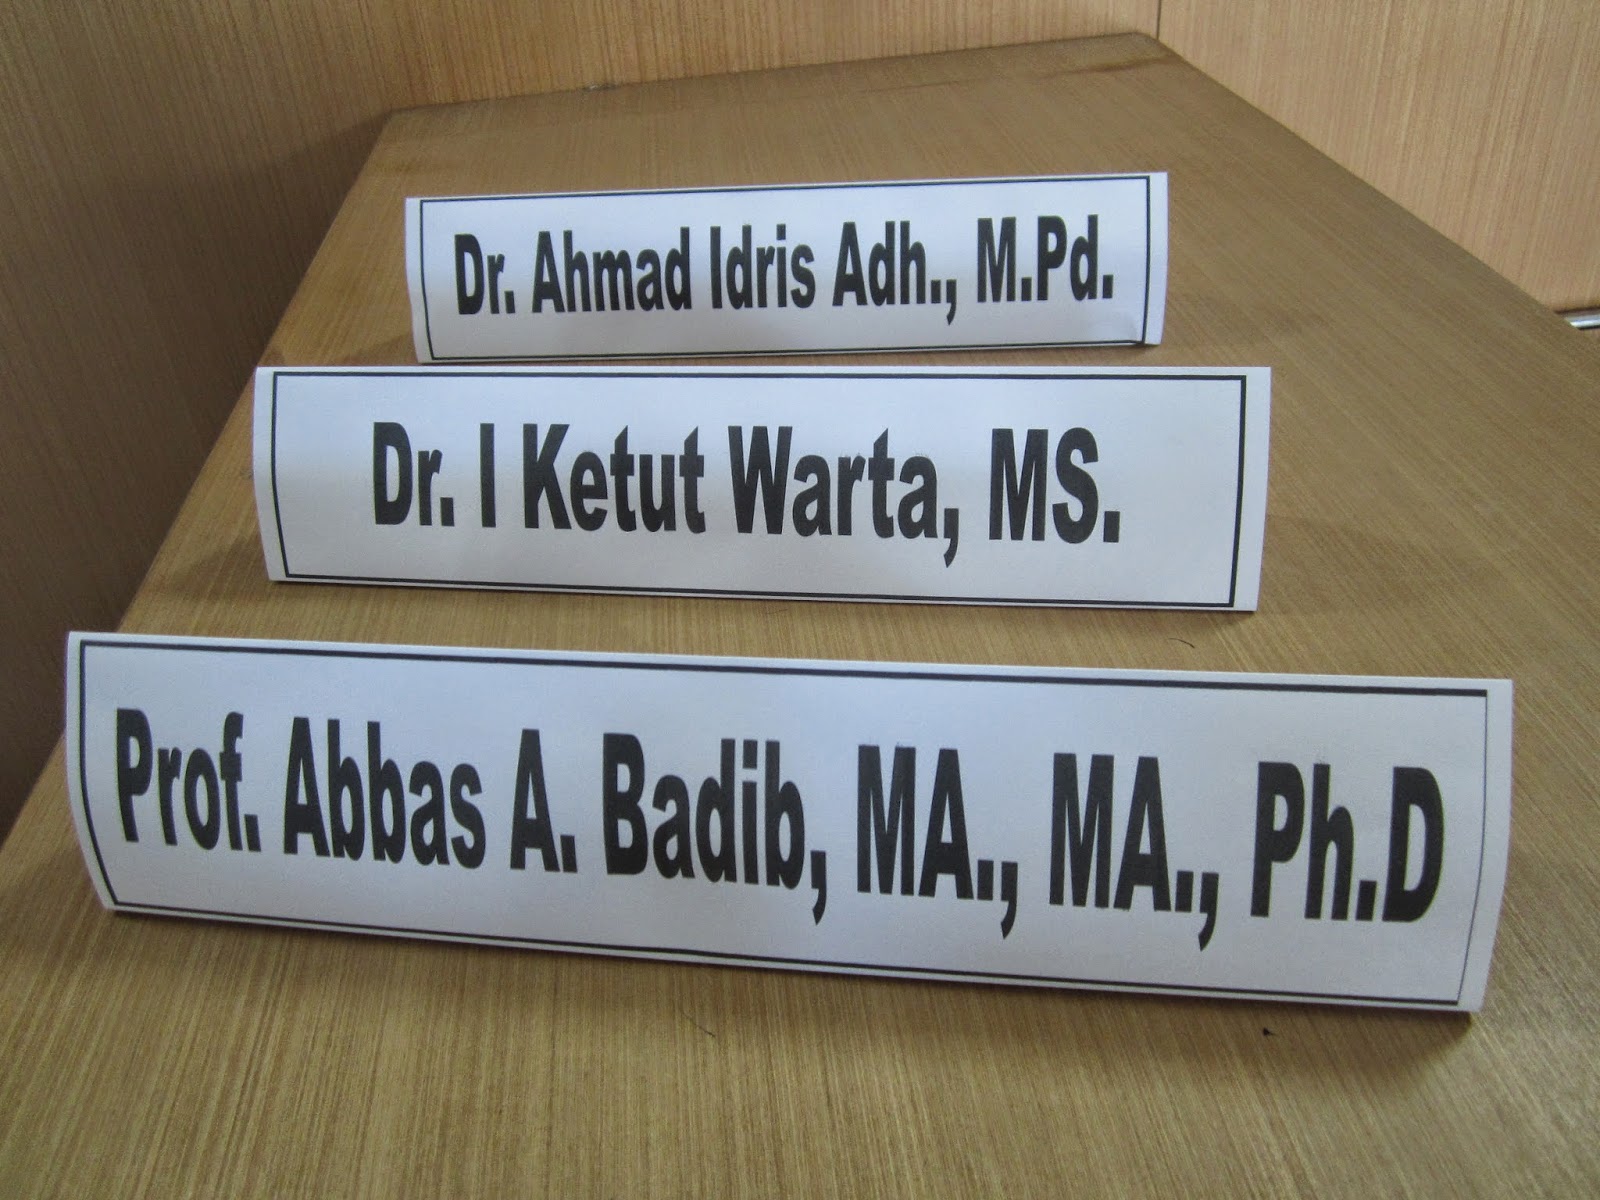 Dr. Ahmad Idris Adh., M.Pd.
Dr. I Ketut Warta, MS.
Prof. Abbas A. Badib, MA., MA., Ph.D